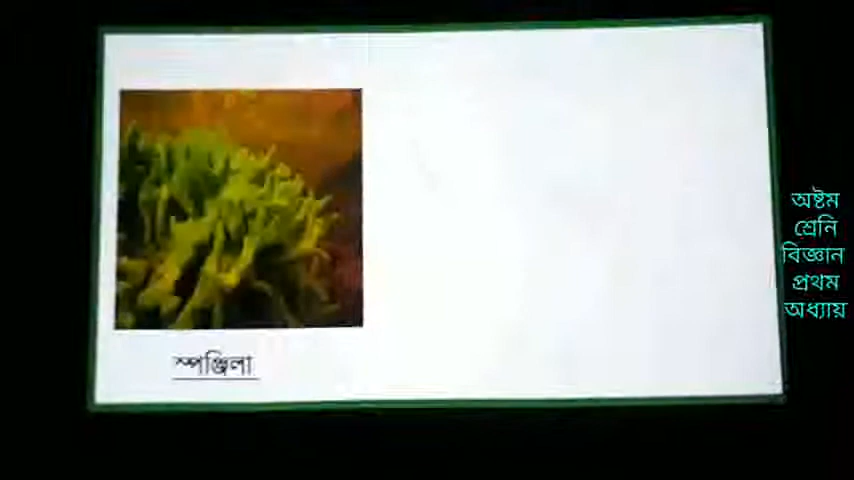 স্পঞ্জিলা
অষ্টম
শ্রেনি
বিজ্ঞান
প্রথম
অধ্যায়